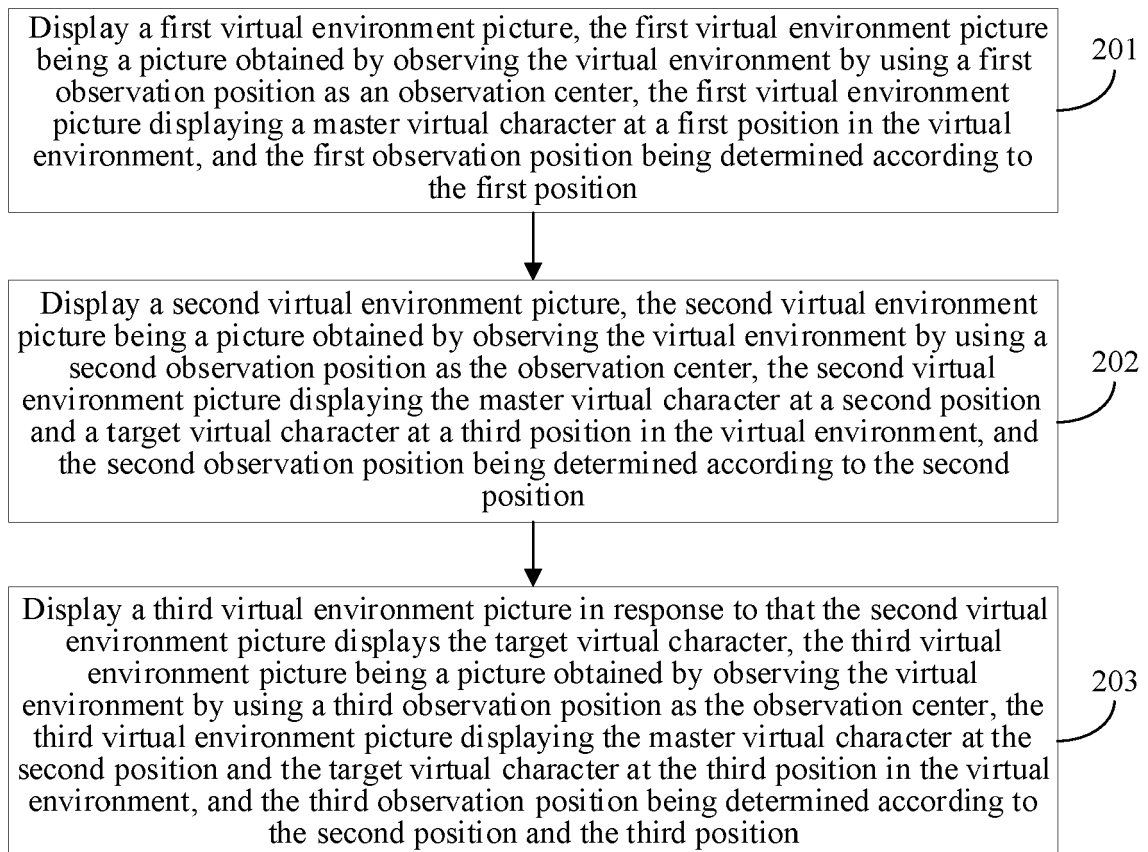 Display a first virtual environment picture, the first virtual environment picture
being a picture obtained by observing the virtual environment by using a first
observation position as an observation center, the first virtual environment
picture displaying a master virtual character at a first position in the virtual
environment, and the first observation position being determined according to
the first position
201
Display a second virtual environment picture, the second virtual environment
picture being a picture obtained by observing the virtual environment by using a
second observation position as the observation center, the second virtual
environment picture displaying the master virtual character at a second position
and a target virtual character at a third position in the virtual environment, and
the second observation position being determined according to the second
position
202
Display a third virtual environment picture in response to that the second virtual
environment picture displays the target virtual character, the third virtual
environment picture being a picture obtained by observing the virtual
environment by using a third observation position as the observation center, the
third virtual environment picture displaying the master virtual character at the
second position and the target virtual character at the third position in the virtual
environment, and the third observation position being determined according to
the second position and the third position
203